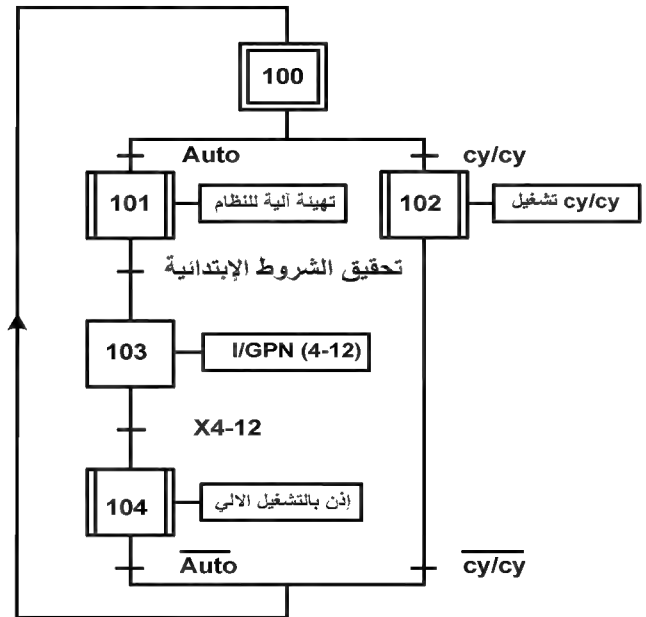 100
Auto
cy/cy
101
تهيئة آلية للنظام
102
تشغيل cy/cy
تحقيق الشروط الإبتدائية
103
I/GPN (4-12)
X4-12
104
إذن بالتشغيل الالي
Auto
cy/cy